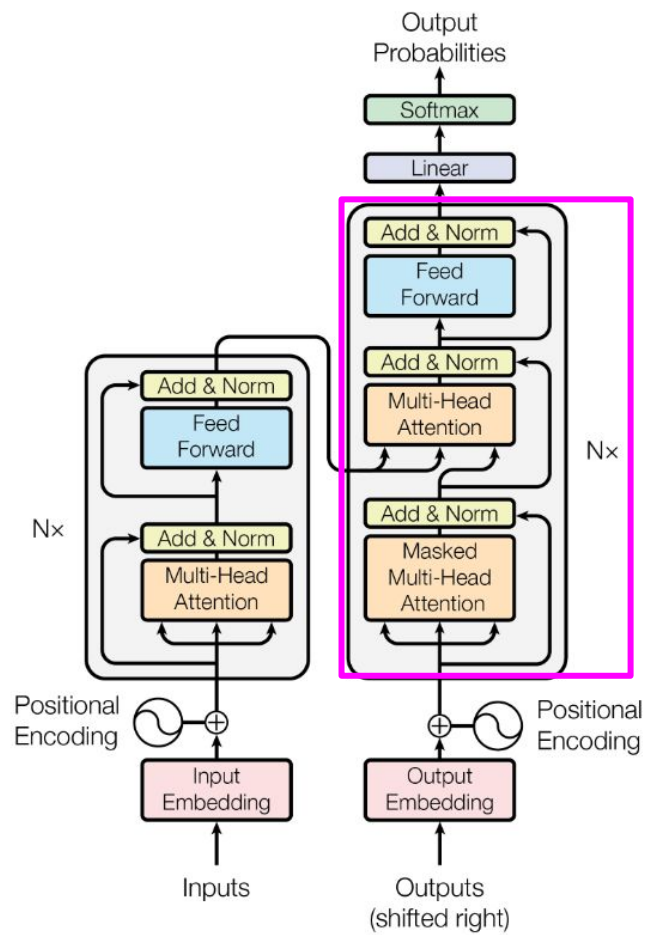 Output
Probabilities
Softmax
Linear
Add & Norm
Feed
Forward
Add & Norm
Multi-Head
Attention
Add & Norm
Masked
Multi-Head
Attention
N×
Add & Norm
Feed
Forward
Add & Norm
Multi-Head
Attention
N×
Positional
Encoding
Positional
Encoding
Input
Embedding
Output
Embedding
Inputs
Outputs
(shifted right)